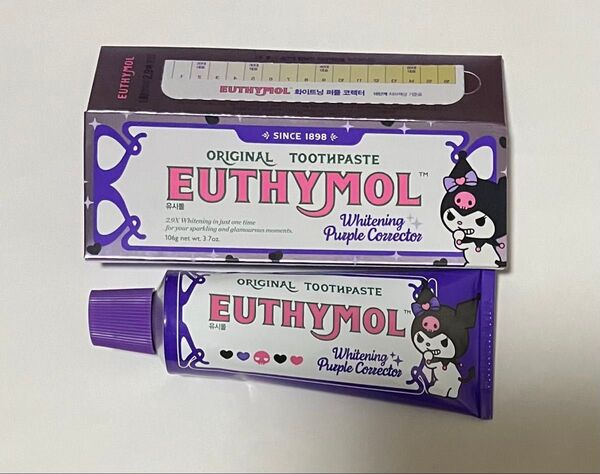 EUTHYMOL
EUTHYMOL 화이트닝 퍼플 코렉터
SINCE 1898
ORIGINAL TOOTHPASTE
EUTHYMOL™
유시몰
2.9X Whitening in just one time
for your sparkling and glamourous moments.
106g net wt. 3.7oz.
Whitening
Purple Corrector
ORIGINAL TOOTHPASTE
EUTHYMOL™
유시몰
Whitening
Purple Corrector